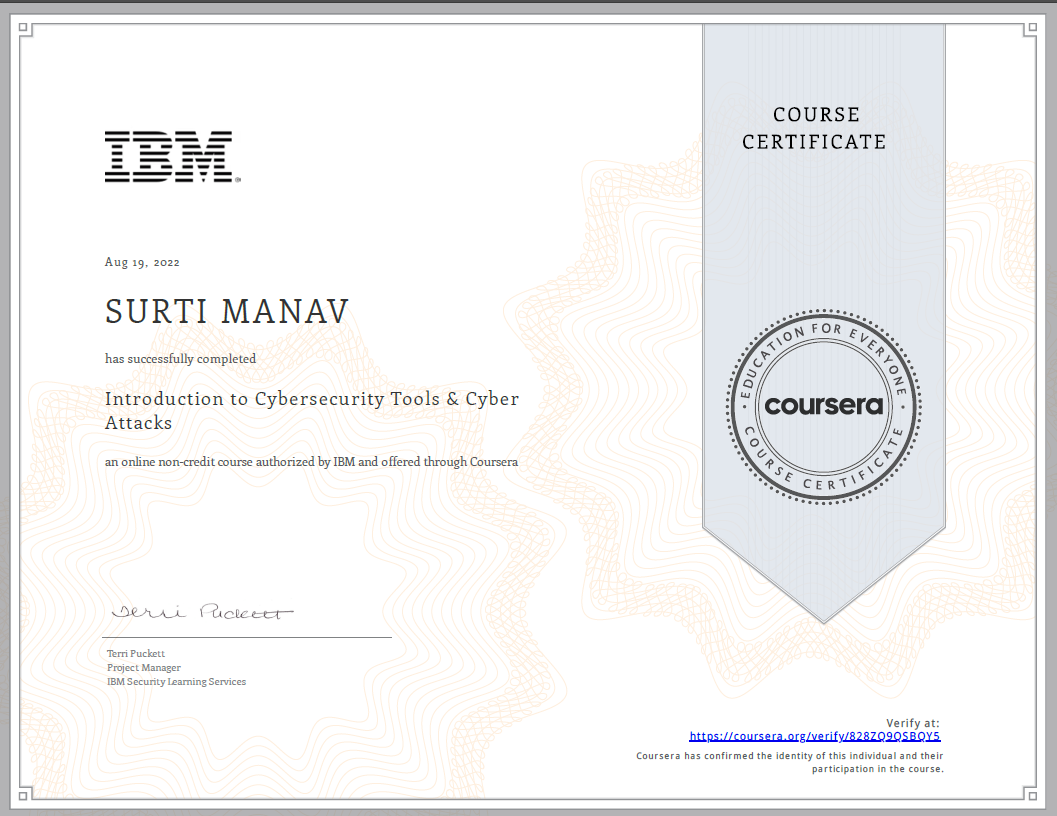 COURSE
CERTIFICATE
IBM
Aug 19, 2022
SURTI MANAV
has successfully completed
Introduction to Cybersecurity Tools & Cyber
Attacks
an online non-credit course authorized by IBM and offered through Coursera
EDUCATION FOR EVERYONE
coursera
COURSE CERTIFICATE
Terri Puckett
Terri Puckett
Project Manager
IBM Security Learning Services
Verify at:
https://coursera.org/verify/828ZQ9QSBQY5
Coursera has confirmed the identity of this individual and their
participation in the course.